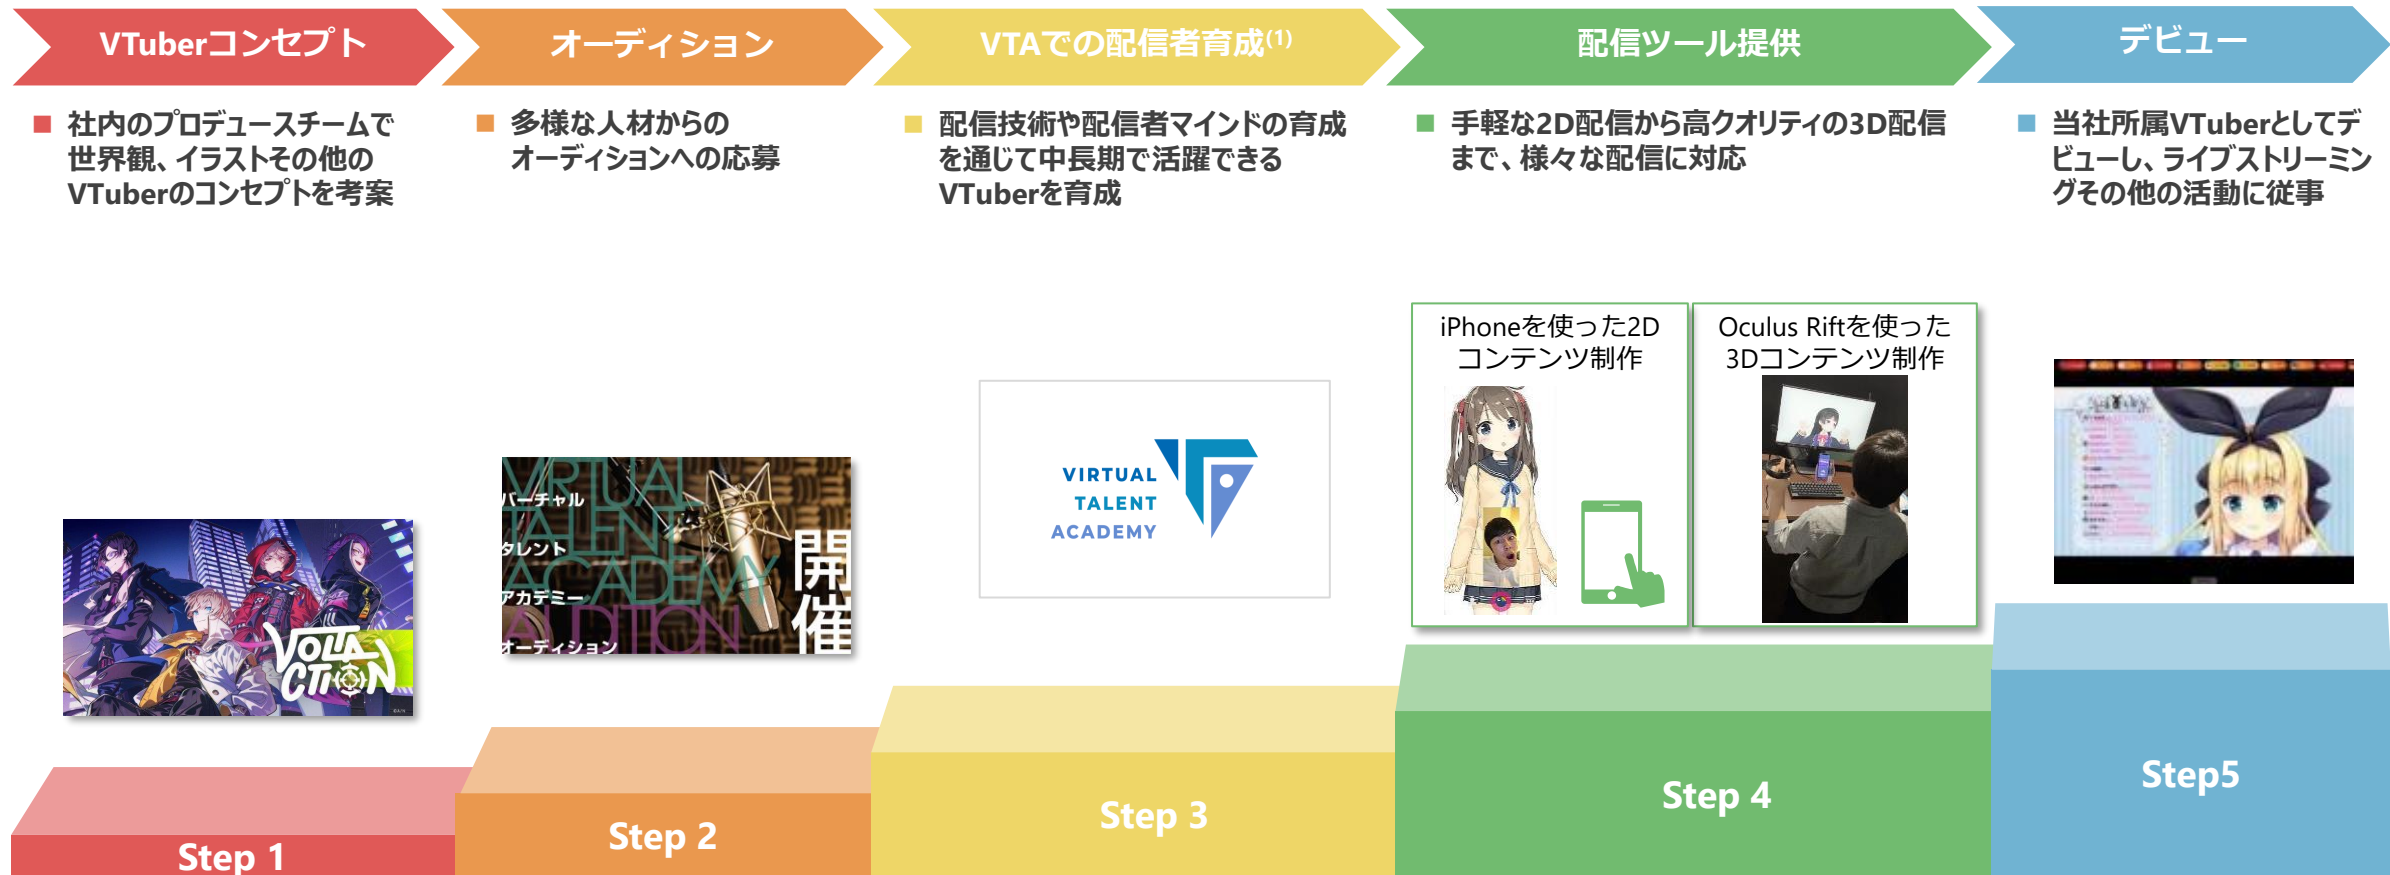 VTuberコンセプト
オーディション
VTAでの配信者育成(1)
配信ツール提供
デビュー
■ 社内のプロデュースチームで
世界観、イラストその他の
VTuberのコンセプトを考案
■ 多様な人材からの
オーディションへの応募
■ 配信技術や配信者マインドの育成
を通じて中長期で活躍できる
VTuberを育成
■ 手軽な2D配信から高クオリティの3D配信
まで、様々な配信に対応
■ 当社所属VTuberとしてデ
ビューし、ライブストリーミン
グその他の活動に従事
VOLTA
CTION
VIRTUAL
バーチャル
TALENT
タレント
ACADEMY
アカデミー
AUDITION
オーディション
開催
VIRTUAL
TALENT
ACADEMY
iPhoneを使った2D
コンテンツ制作
Oculus Riftを使った
3Dコンテンツ制作
Step 1
Step 2
Step 3
Step 4
Step5